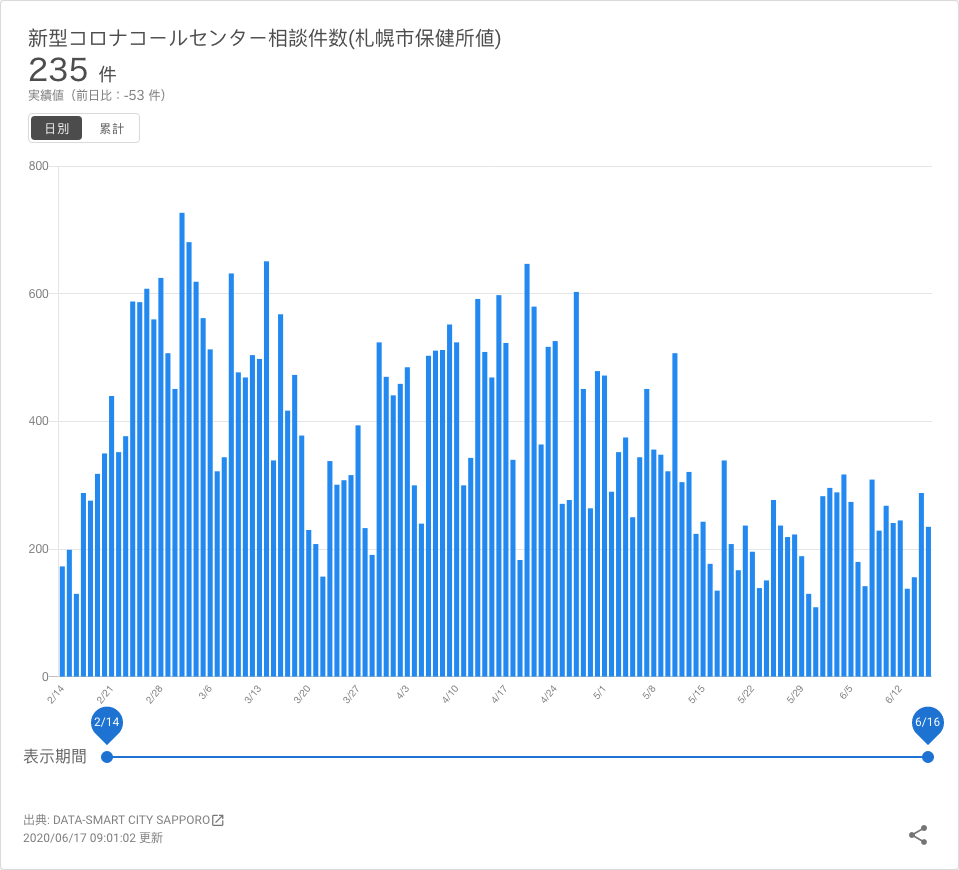 新型コロナコールセンター相談件数(札幌市保健所値)
235 件
実績値（前日比：-53 件）
日別 累計
800
600
400
200
0
2/14 2/21 2/28 3/6 3/13 3/20 3/27 4/3 4/10 4/17 4/24 5/1 5/8 5/15 5/22 5/29 6/5 6/12
2/14 6/16
表示期間
出典: DATA-SMART CITY SAPPORO
2020/06/17 09:01:02 更新